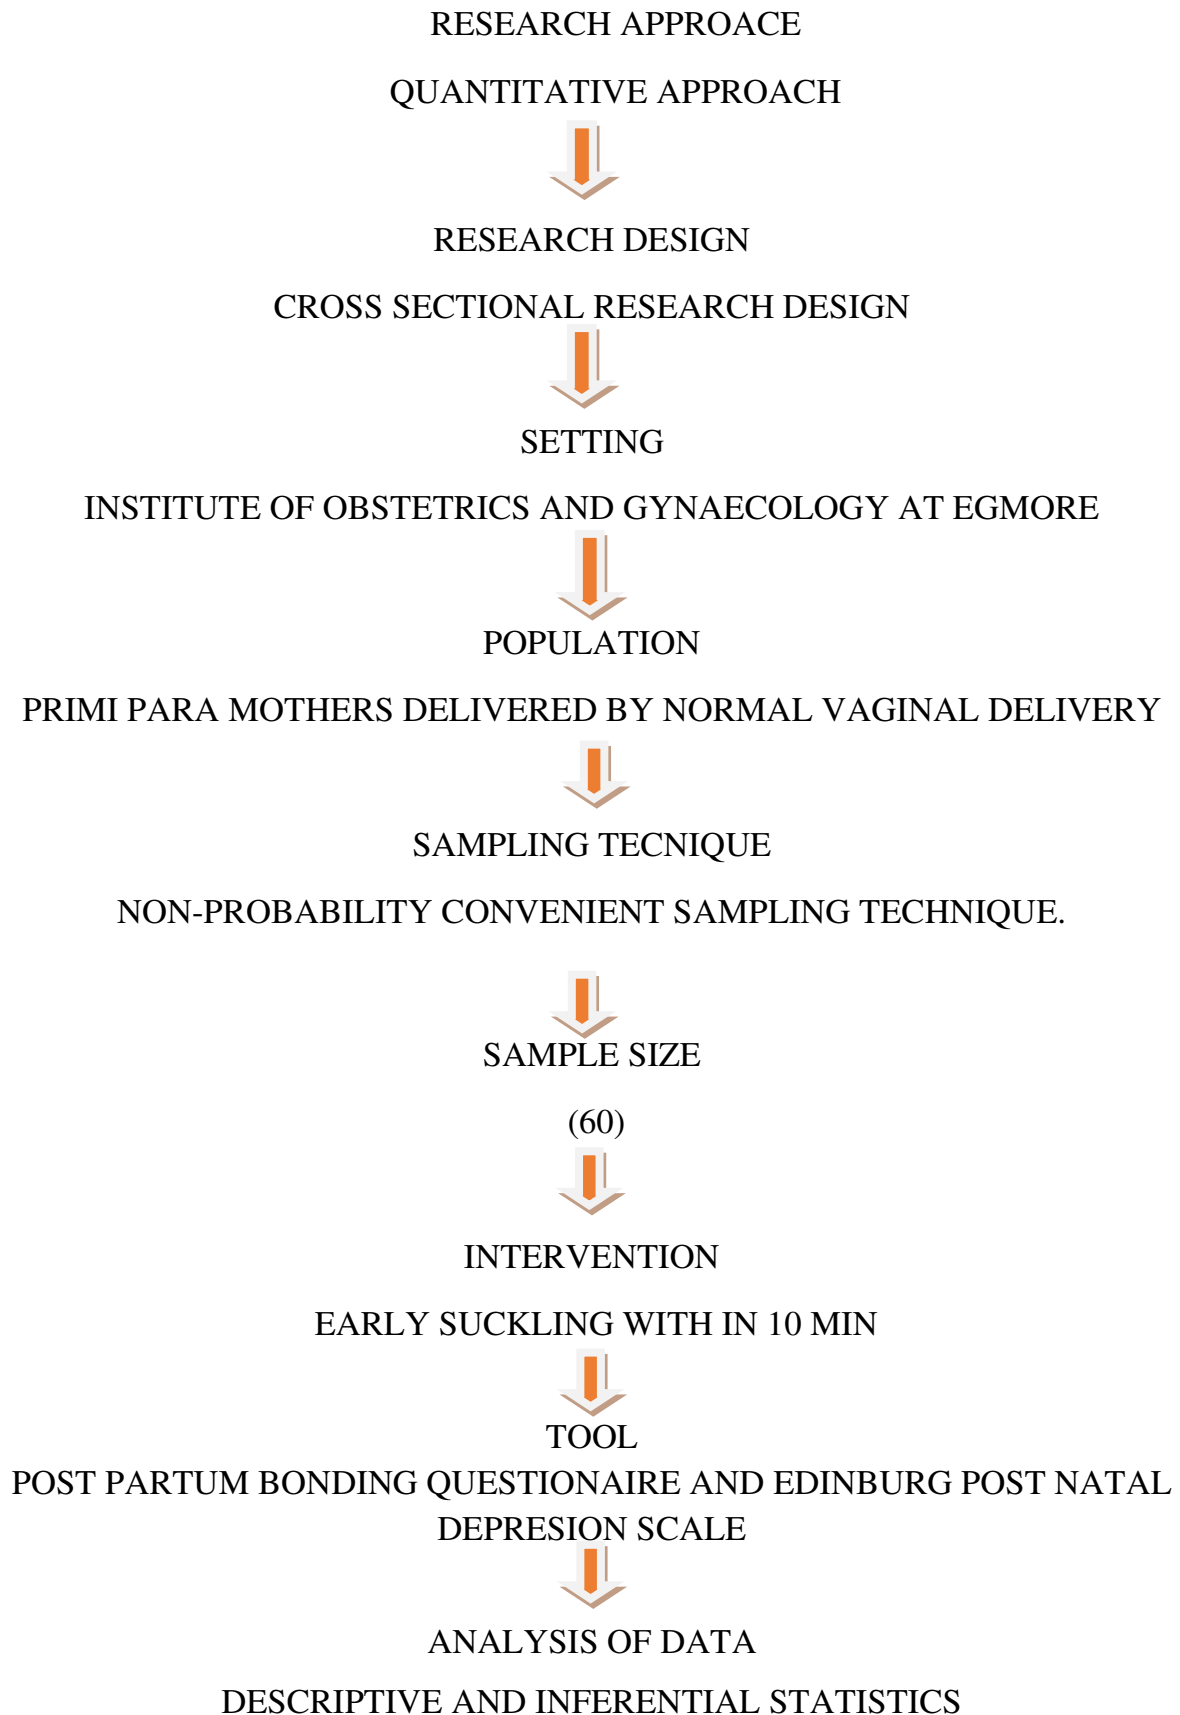 RESEARCH APPROACE
QUANTITATIVE APPROACH
RESEARCH DESIGN
CROSS SECTIONAL RESEARCH DESIGN
SETTING
INSTITUTE OF OBSTETRICS AND GYNAECOLOGY AT EGMORE
POPULATION
PRIMI PARA MOTHERS DELIVERED BY NORMAL VAGINAL DELIVERY
SAMPLING TECNIQUE
NON-PROBABILITY CONVENIENT SAMPLING TECHNIQUE.
SAMPLE SIZE
(60)
INTERVENTION
EARLY SUCKLING WITH IN 10 MIN
TOOL
POST PARTUM BONDING QUESTIONAIRE AND EDINBURG POST NATAL
DEPRESION SCALE
ANALYSIS OF DATA
DESCRIPTIVE AND INFERENTIAL STATISTICS